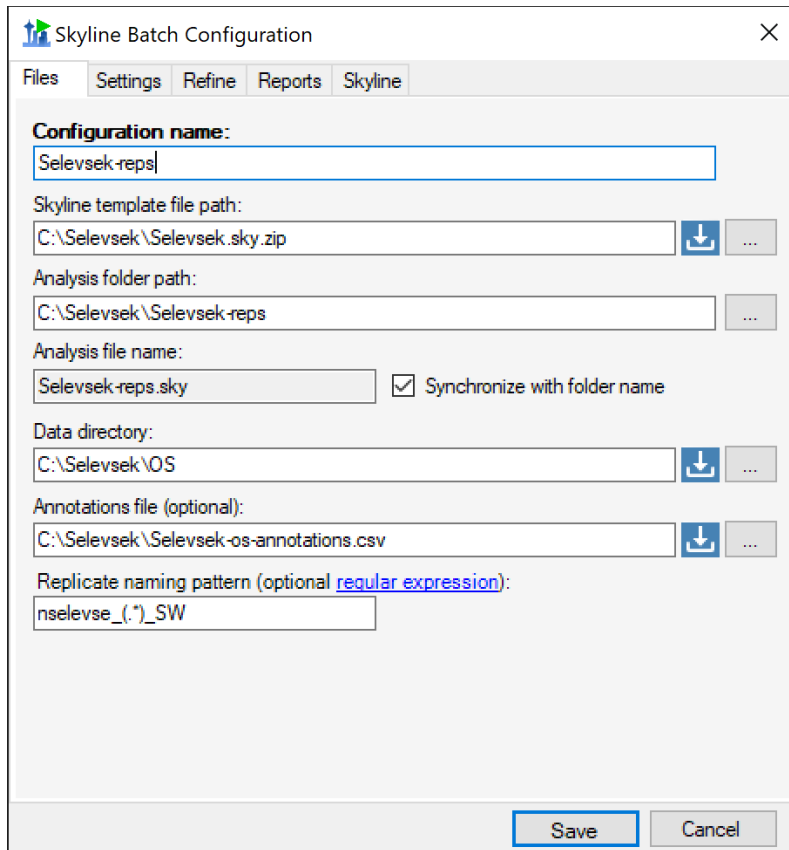 Skyline Batch Configuration
Files Settings Refine Reports Skyline
Configuration name:
Selevsek-reps
Skyline template file path:
C:\Selevsek\Selevsek.sky.zip
...
Analysis folder path:
C:\Selevsek\Selevsek-reps
...
Analysis file name:
Selevsek-reps.sky
Synchronize with folder name
Data directory:
C:\Selevsek\OS
...
Annotations file (optional):
C:\Selevsek\Selevsek-os-annotations.csv
...
Replicate naming pattern (optional regular expression):
nselevse_(.*)_SW
Save Cancel